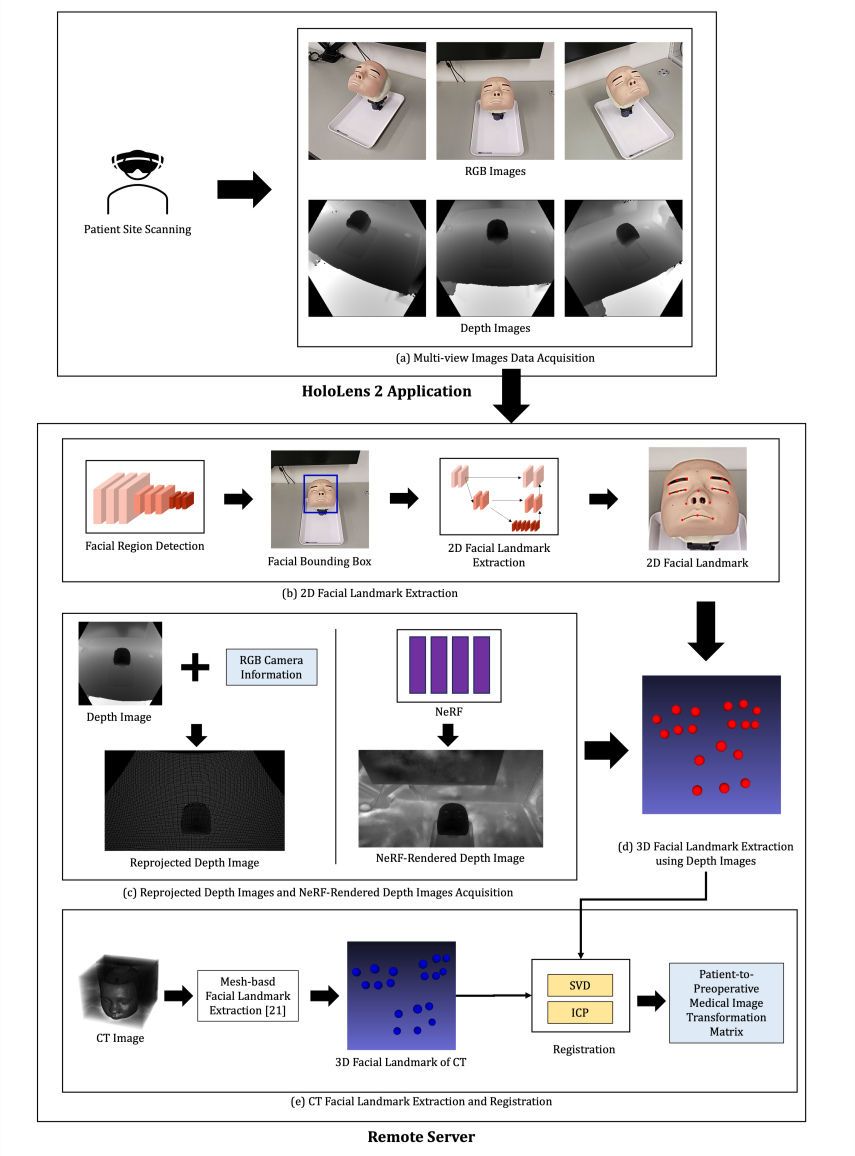 RGB Images
Patient Site Scanning
Depth Images
(a) Multi-view Images Data Acquisition
HoloLens 2 Application
Facial Region Detection
Facial Bounding Box
2D Facial Landmark
Extraction
2D Facial Landmark
(b) 2D Facial Landmark Extraction
RGB Camera
Information
Depth Image
Reprojected Depth Image
NeRF
NeRF-Rendered Depth Image
(c) Reprojected Depth Images and NeRF-Rendered Depth Images Acquisition
(d) 3D Facial Landmark Extraction
using Depth Images
CT Image
Mesh-basd
Facial Landmark
Extraction [21]
3D Facial Landmark of CT
SVD
ICP
Registration
Patient-to-
Preoperative
Medical Image
Transformation
Matrix
(e) CT Facial Landmark Extraction and Registration
Remote Server